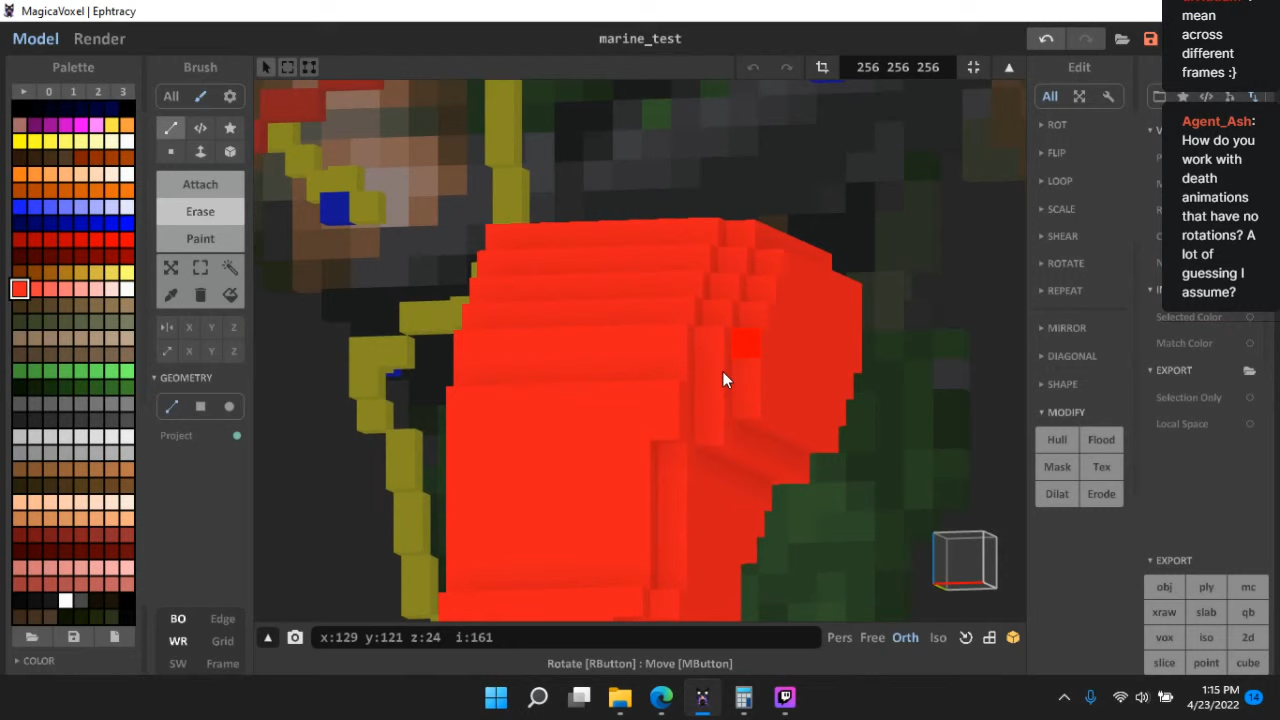 MagicaVoxel | Ephtracy
Model Render
marine_test
mean
across
different
frames :}
Agent_Ash:
How do you
work with
death
animations
that have no
rotations? A
lot of
guessing I
assume?
Palette
0 1 2 3
COLOR
Brush
All
Attach
Erase
Paint
X Y Z
X Y Z
GEOMETRY
Project
BO Edge
WR Grid
SW Frame
256 256 256
x:129 y:121 z:24 i:161
Pers Free Orth Iso
Rotate [RButton] : Move [MButton]
Edit
All
ROT
FLIP
LOOP
SCALE
SHEAR
ROTATE
REPEAT
MIRROR
DIAGONAL
SHAPE
MODIFY
Hull Flood
Mask Tex
Dilat Erode
Selected Color
Match Color
EXPORT
Selection Only
Local Space
EXPORT
obj ply mc
xraw slab qb
vox iso 2d
slice point cube
1:15 PM
4/23/2022
14